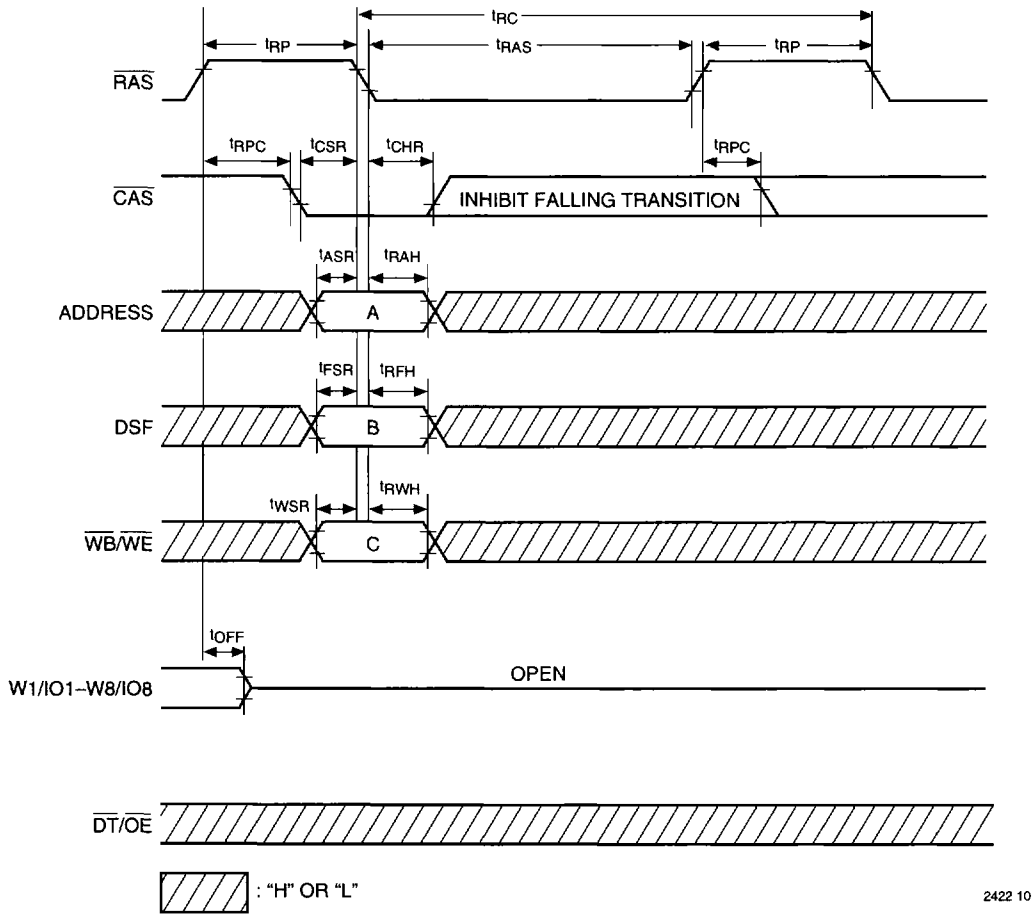 tRC
tRP tRAS tRP
RAS
tRPC tCSR tCHR tRPC
CAS INHIBIT FALLING TRANSITION
tASR tRAH
ADDRESS A
tFSR tRFH
DSF B
tWSR tRWH
WB/WE C
tOFF
W1/IO1–W8/IO8 OPEN
DT/OE
: "H" OR "L"
2422 10